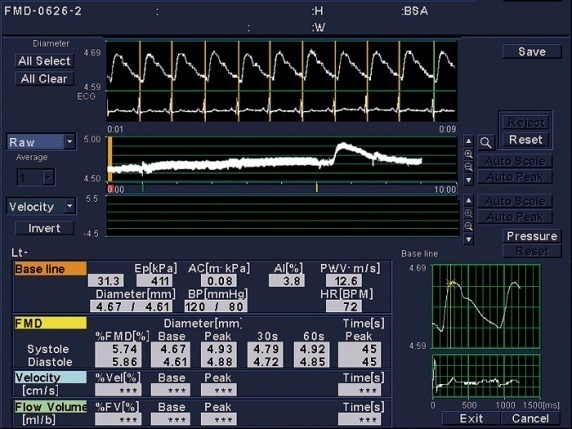 FMD-0626-2 : :H :BSA
: :W
Diameter
4.69
Save
All Select
All Clear
4.59
ECG
0:01 0:09
Reject
Reset
Raw
5.00
Average
1
4.50
0:00 10:00
Auto Scale
Auto Peak
Velocity
5.5
Invert
-4.5
Auto Scale
Auto Peak
Pressure
Reset
Lt-
Base line
Base line Ep[kPa] AC[m²kPa] AI[%] PWV[m/s]
31.3 411 0.08 3.8 12.6
Diameter[mm] BP[mmHg] HR[BPM]
4.67 / 4.61 120 / 80 72
FMD Diameter[mm] Time[s]
%FMD[%] Base Peak 30s 60s Peak
Systole 5.74 4.67 4.93 4.79 4.92 45
Diastole 5.86 4.61 4.88 4.72 4.85 45
Velocity %Vel[%] Base Peak Time[s]
[cm/s] *** *** *** ***
Flow Volume %FV[%] Base Peak Time[s]
[ml/b] *** *** *** ***
4.69
4.59
0 500 1000 1500[ms]
Exit Cancel